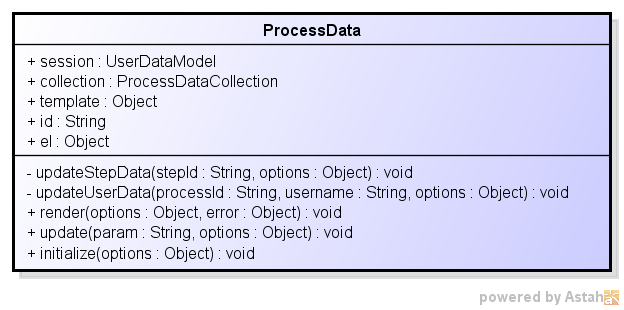 ProcessData
+ session : UserDataModel
+ collection : ProcessDataCollection
+ template : Object
+ id : String
+ el : Object
- updateStepData(stepId : String, options : Object) : void
- updateUserData(processId : String, username : String, options : Object) : void
+ render(options : Object, error : Object) : void
+ update(param : String, options : Object) : void
+ initialize(options : Object) : void
powered by Astah